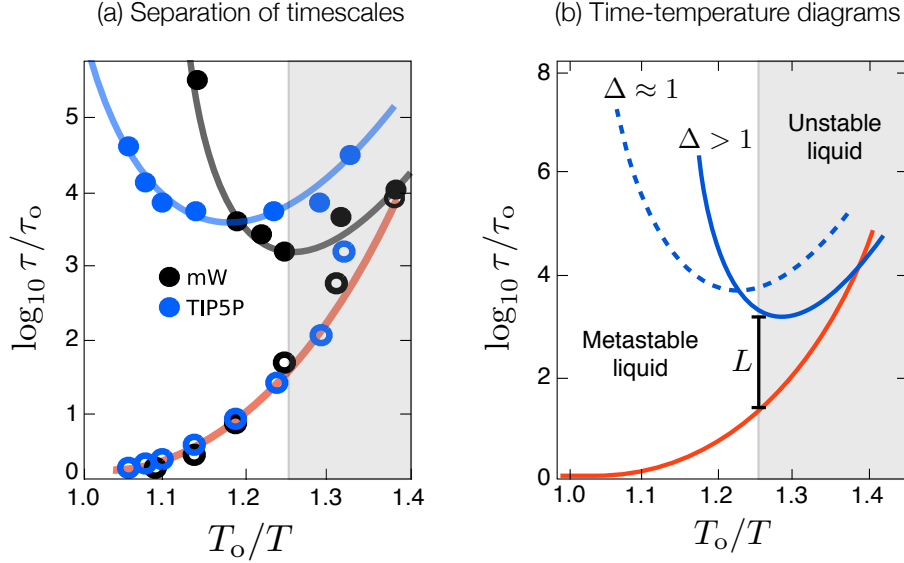 (a) Separation of timescales
(b) Time-temperature diagrams
log₁₀ τ/τₒ
5
4
3
2
1
0
mW
TIP5P
1.0 1.1 1.2 1.3 1.4
Tₒ/T
log₁₀ τ/τₒ
8
6
4
2
0
Δ ≈ 1
Δ > 1
Unstable
liquid
Metastable
liquid
L
1.0 1.1 1.2 1.3 1.4
Tₒ/T